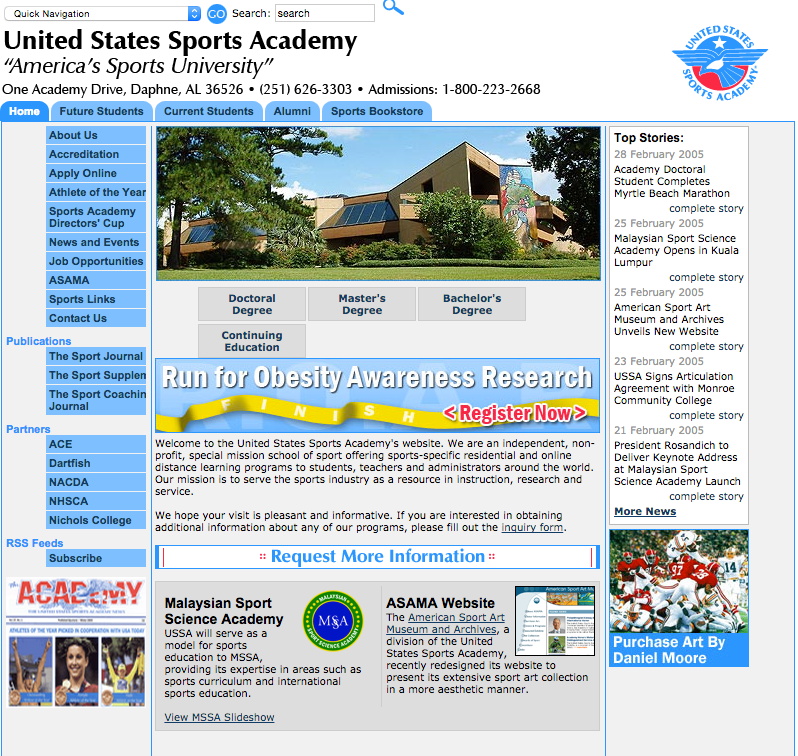 Quick Navigation GO Search: search
United States Sports Academy
“America’s Sports University”
One Academy Drive, Daphne, AL 36526 • (251) 626-3303 • Admissions: 1-800-223-2668
UNITED STATES
SPORTS ACADEMY
Home Future Students Current Students Alumni Sports Bookstore
About Us
Accreditation
Apply Online
Athlete of the Year
Sports Academy
Directors' Cup
News and Events
Job Opportunities
ASAMA
Sports Links
Contact Us
Publications
The Sport Journal
The Sport Supplem
The Sport Coachin
Journal
Partners
ACE
Dartfish
NACDA
NHSCA
Nichols College
RSS Feeds
Subscribe
The ACADEMY
ATHLETES OF THE YEAR PICKED IN COOPERATION WITH USA TODAY
Doctoral
Degree
Master's
Degree
Bachelor's
Degree
Continuing
Education
Run for Obesity Awareness Research
FINISH
< Register Now >
Welcome to the United States Sports Academy's website. We are an independent, non-
profit, special mission school of sport offering sports-specific residential and online
distance learning programs to students, teachers and administrators around the world.
Our mission is to serve the sports industry as a resource in instruction, research and
service.
We hope your visit is pleasant and informative. If you are interested in obtaining
additional information about any of our programs, please fill out the inquiry form.
:: Request More Information ::
Malaysian Sport
Science Academy
USSA will serve as a
model for sports
education to MSSA,
providing its expertise in areas such as
sports curriculum and international
sports education.
View MSSA Slideshow
MALAYSIAN
MSSA
SPORT SCIENCE ACADEMY
ASAMA Website
The American Sport Art
Museum and Archives, a
division of the United
States Sports Academy,
recently redesigned its website to
present its extensive sport art collection
in a more aesthetic manner.
American Sport Art M
Top Stories:
28 February 2005
Academy Doctoral
Student Completes
Myrtle Beach Marathon
complete story
25 February 2005
Malaysian Sport Science
Academy Opens in Kuala
Lumpur
complete story
25 February 2005
American Sport Art
Museum and Archives
Unveils New Website
complete story
23 February 2005
USSA Signs Articulation
Agreement with Monroe
Community College
complete story
21 February 2005
President Rosandich to
Deliver Keynote Address
at Malaysian Sport
Science Academy Launch
complete story
More News
97
14
Purchase Art By
Daniel Moore